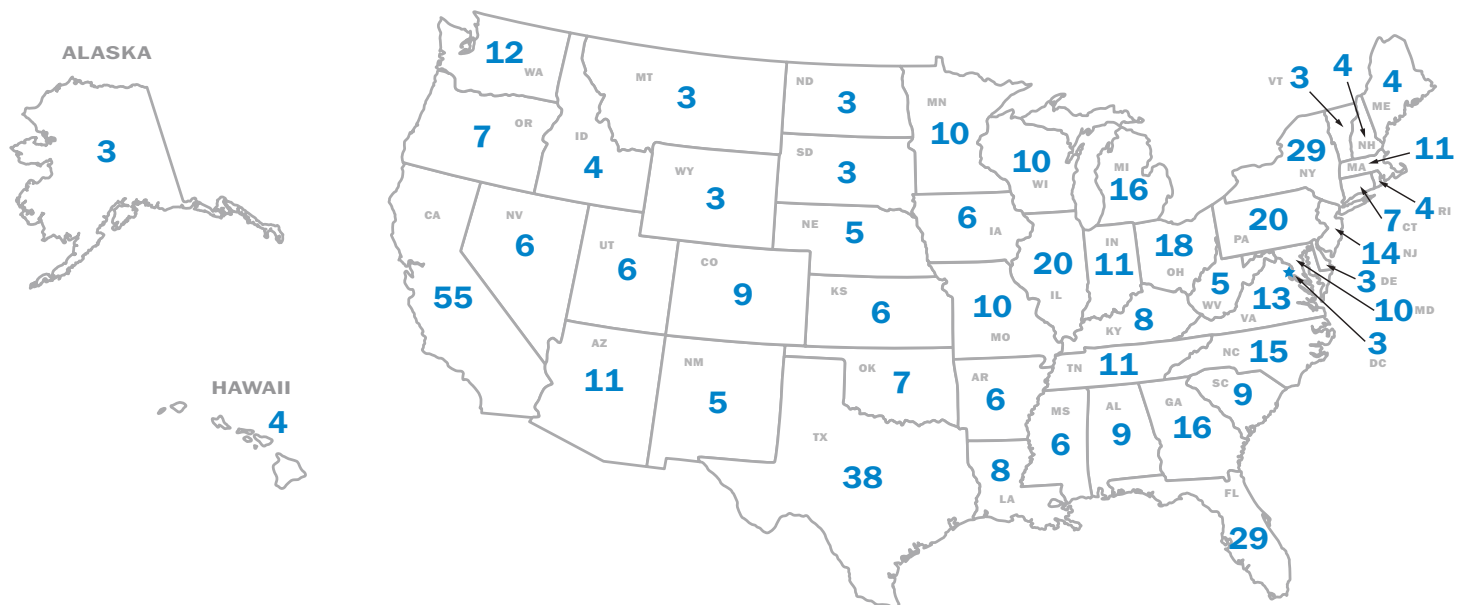 ALASKA
3
HAWAII
4
12
WA
7
OR
CA
55
NV
6
ID
4
MT
3
WY
3
UT
6
CO
9
AZ
11
NM
5
ND
3
SD
3
NE
5
KS
6
OK
7
TX
38
MN
10
6
IA
10
MO
AR
6
8
LA
10
WI
20
IL
MI
16
IN
11
18
OH
KY
8
TN
11
MS
6
AL
9
GA
16
FL
29
SC
9
NC
15
VA
13
5
WV
PA
20
29
NY
VT
3
4
NH
4
ME
MA
11
4
RI
7
CT
14
NJ
3
DE
10
MD
3
DC